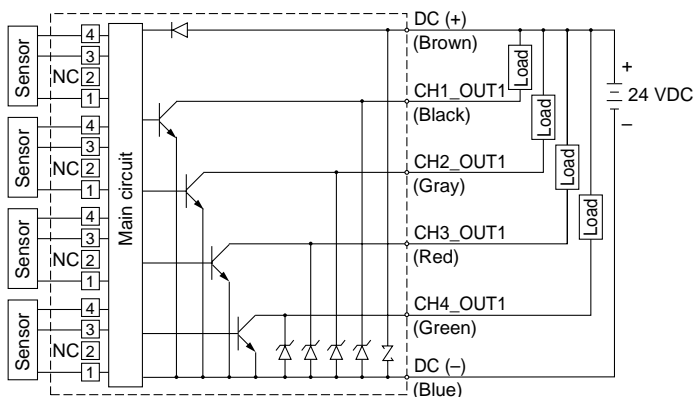 DC (+)
(Brown)
Sensor
4
3
NC 2
1
Load
+
24 VDC
–
CH1_OUT1
(Black)
Load
Sensor
4
3
NC 2
1
Main circuit
CH2_OUT1
(Gray)
Load
Sensor
4
3
NC 2
1
CH3_OUT1
(Red)
Load
Sensor
4
3
NC 2
1
CH4_OUT1
(Green)
DC (–)
(Blue)